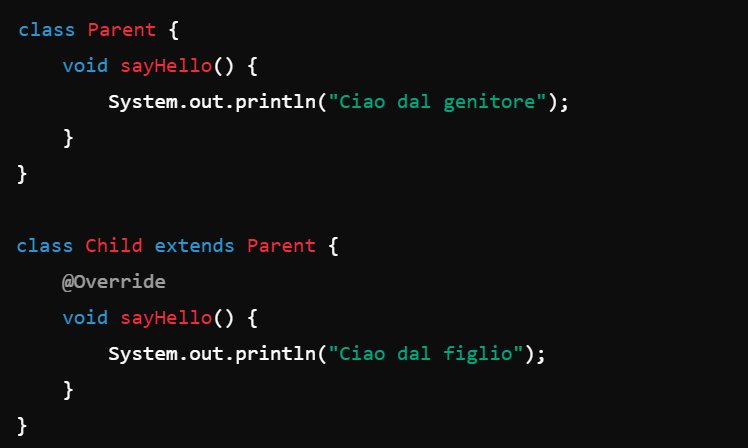 class Parent {
    void sayHello() {
        System.out.println("Ciao dal genitore");
    }
}

class Child extends Parent {
    @Override
    void sayHello() {
        System.out.println("Ciao dal figlio");
    }
}